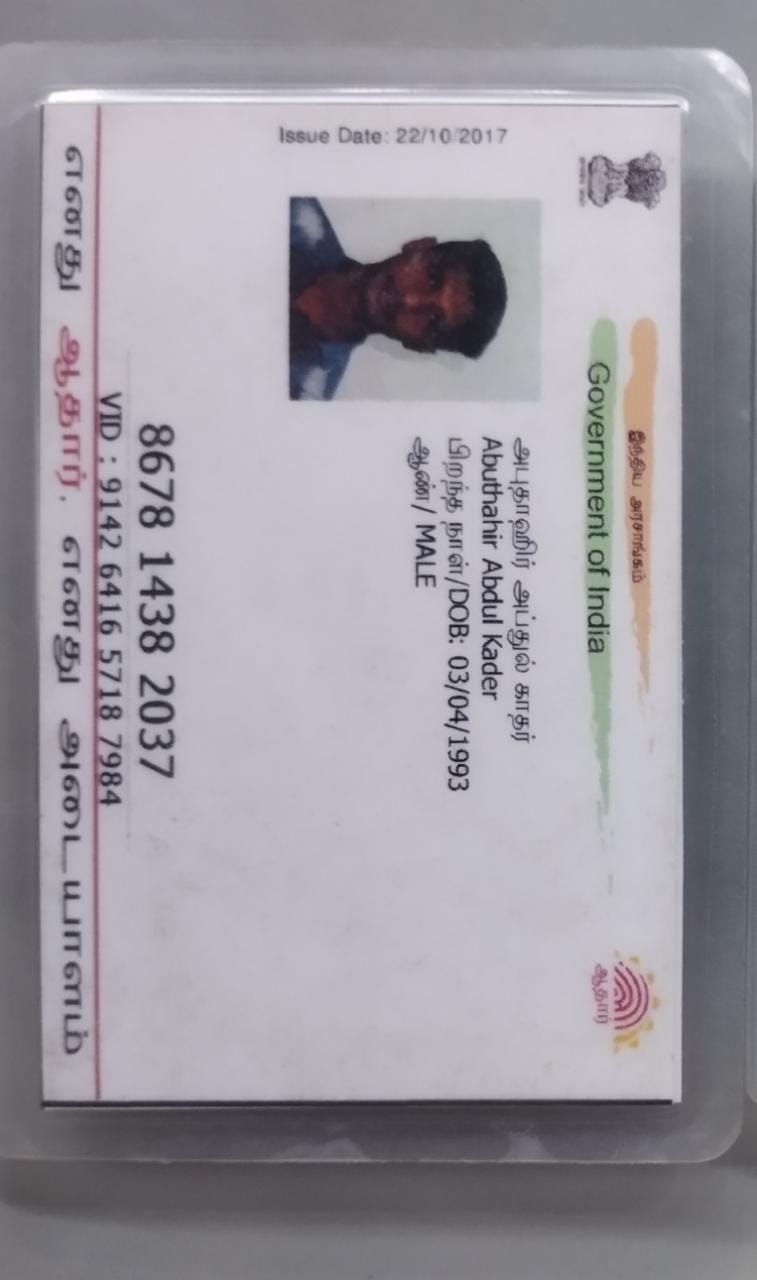 இந்திய அரசாங்கம்
Government of India
Issue Date: 22/10/2017
அபுதாஹிர் அப்துல் காதர்
Abuthahir Abdul Kader
பிறந்த நாள்/DOB: 03/04/1993
ஆண்/ MALE
8678 1438 2037
VID : 9142 6416 5718 7984
ஆதார்
எனது ஆதார், எனது அடையாளம்